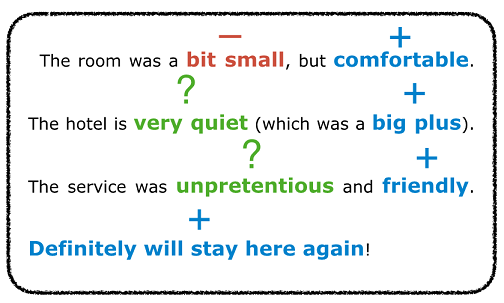 − +
The room was a bit small, but comfortable.
? +
The hotel is very quiet (which was a big plus).
? +
The service was unpretentious and friendly.
+
Definitely will stay here again!